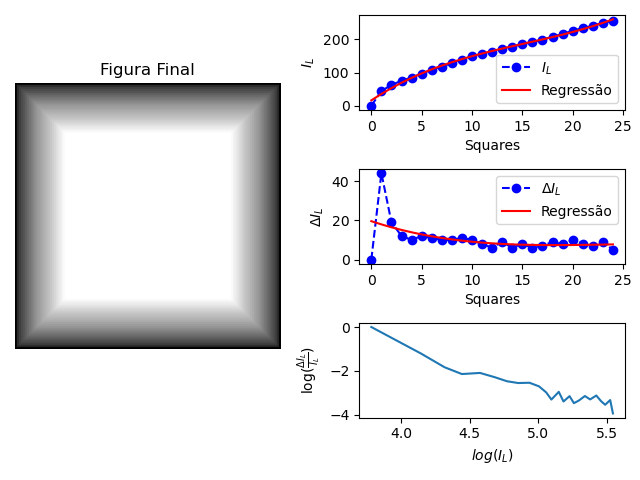 Figura Final
I_L
200
100
0
I_L
Regressão
0 5 10 15 20 25
Squares
ΔI_L
40
20
0
ΔI_L
Regressão
0 5 10 15 20 25
Squares
log(ΔI_L/I_L)
0
−2
−4
4.0 4.5 5.0 5.5
log(I_L)